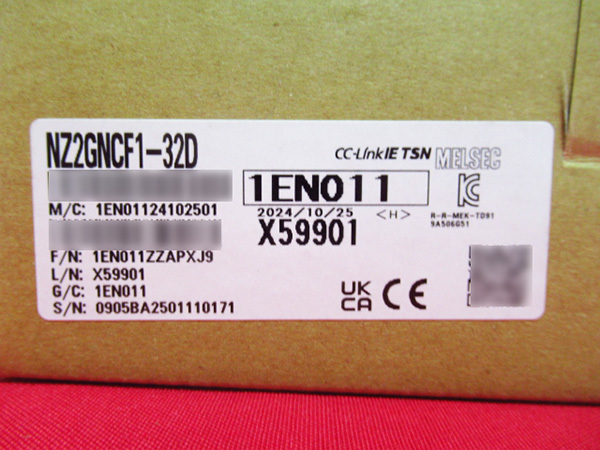 NZ2GNCF1-32D
CC-Link IE TSN MELSEC
1EN011
M/C: 1EN01124102501
2024/10/25 <H>
R-R-MEK-TD91
9A506G51
X59901
F/N: 1EN011ZZAPXJ9
L/N: X59901
G/C: 1EN011
S/N: 0905BA2501110171
UK
CA CE